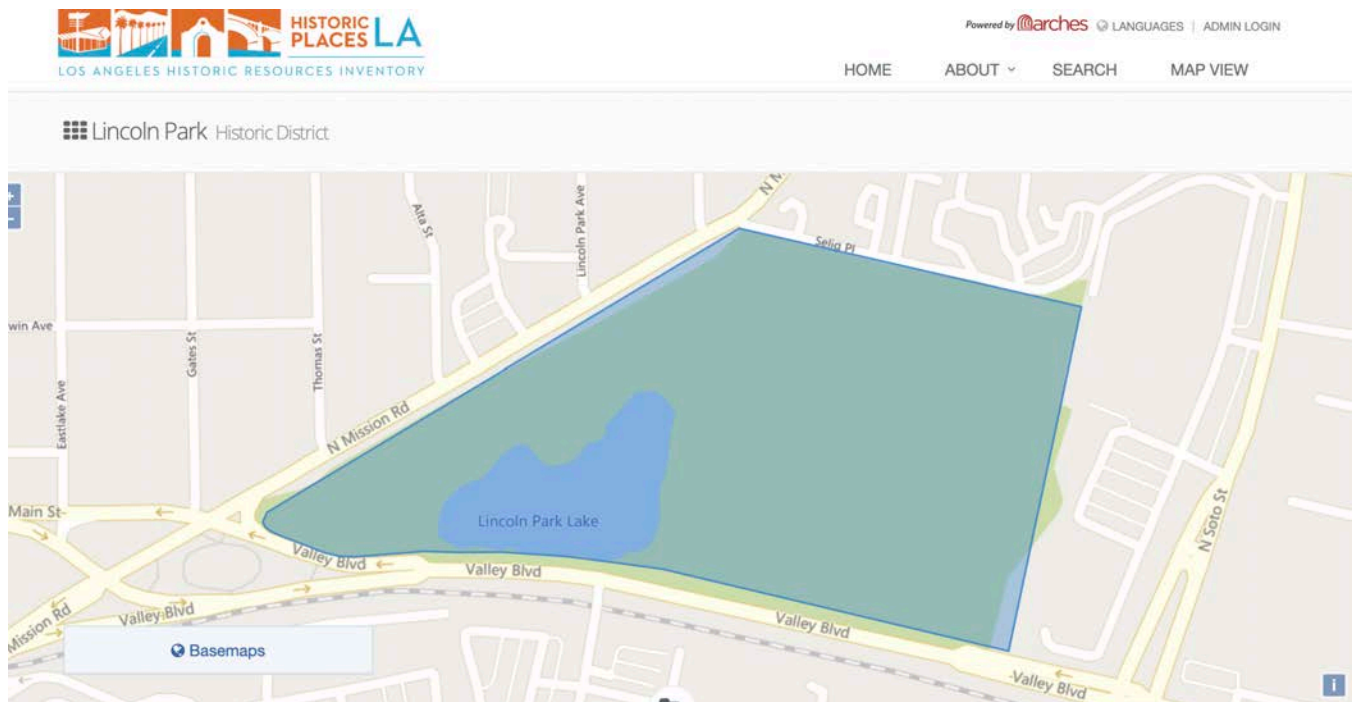 HISTORIC
PLACES LA
LOS ANGELES HISTORIC RESOURCES INVENTORY
Powered by arches LANGUAGES | ADMIN LOGIN
HOME ABOUT SEARCH MAP VIEW
Lincoln Park Historic District
+
−
N M
Alta St
Lincoln Park Ave
Selig Pl
win Ave
Gates St
Thomas St
Eastlake Ave
N Mission Rd
Main St
Lincoln Park Lake
N Soto St
Valley Blvd
Valley Blvd
Valley Blvd
Valley Blvd
Mission Rd
Basemaps
Valley Blvd
i